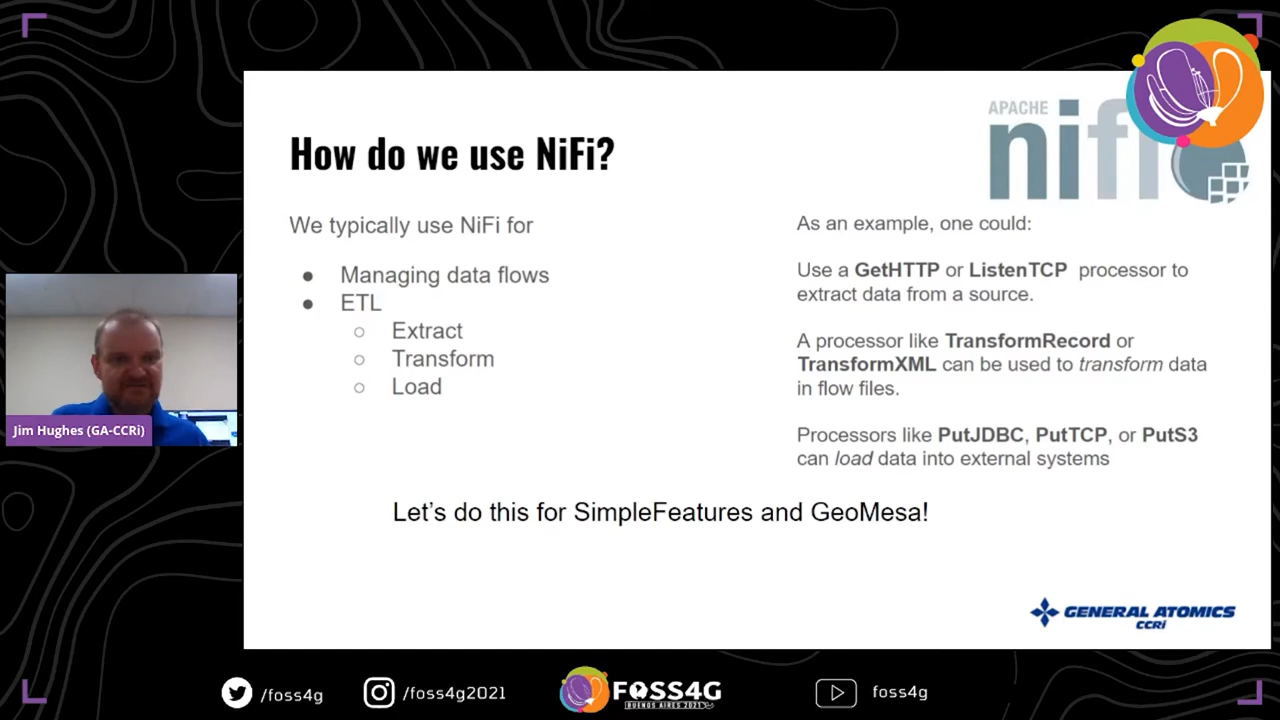 APACHE
nifi
How do we use NiFi?
We typically use NiFi for
● Managing data flows
● ETL
○ Extract
○ Transform
○ Load
As an example, one could:
Use a GetHTTP or ListenTCP processor to
extract data from a source.
A processor like TransformRecord or
TransformXML can be used to transform data
in flow files.
Processors like PutJDBC, PutTCP, or PutS3
can load data into external systems
Let's do this for SimpleFeatures and GeoMesa!
Jim Hughes (GA-CCRi)
GENERAL ATOMICS
CCRi
/foss4g
/foss4g2021
FOSS4G
BUENOS AIRES 2021
foss4g